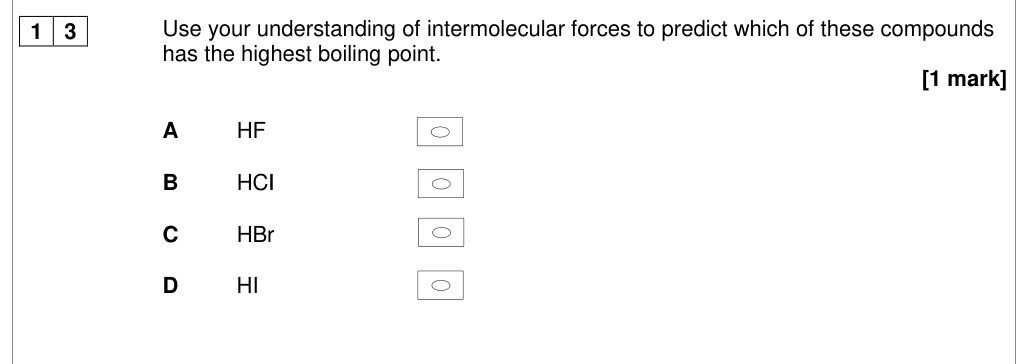 1 3 Use your understanding of intermolecular forces to predict which of these compounds
has the highest boiling point.
[1 mark]
A HF
B HCl
C HBr
D HI